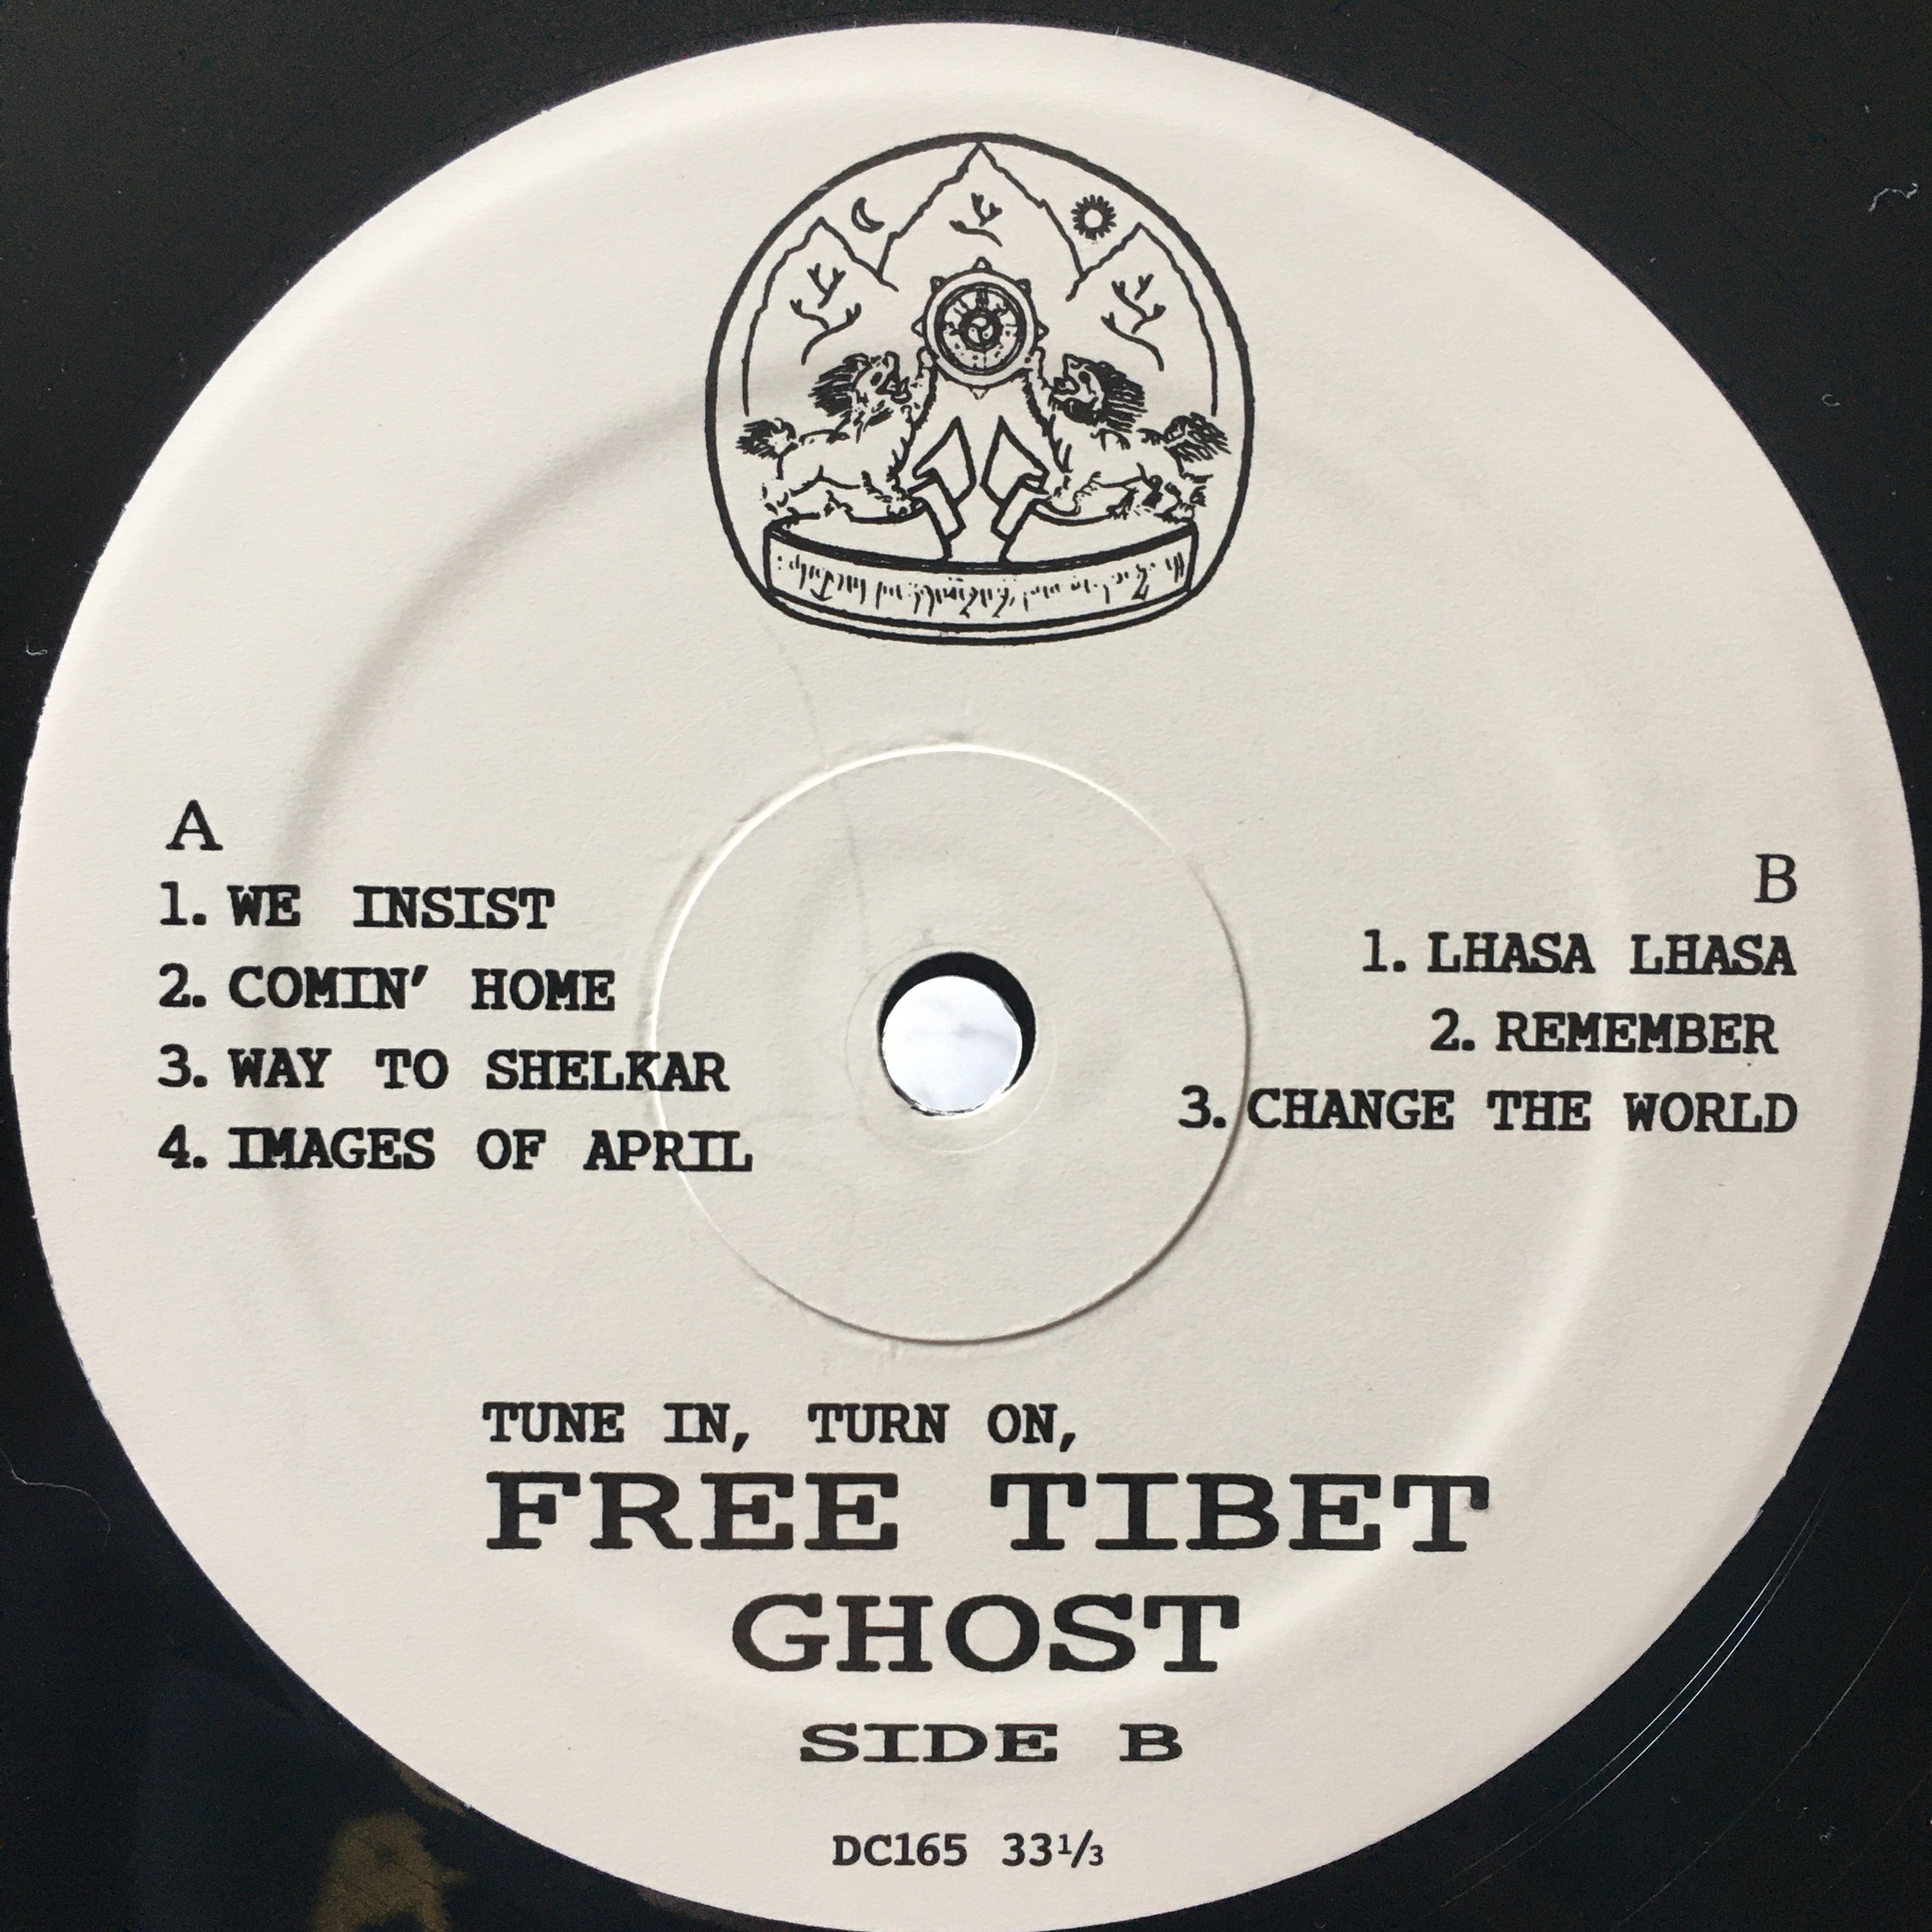 A
1. WE INSIST
2. COMIN' HOME
3. WAY TO SHELKAR
4. IMAGES OF APRIL
B
1. LHASA LHASA
2. REMEMBER
3. CHANGE THE WORLD
TUNE IN, TURN ON,
FREE TIBET
GHOST
SIDE B
DC165 33⅓